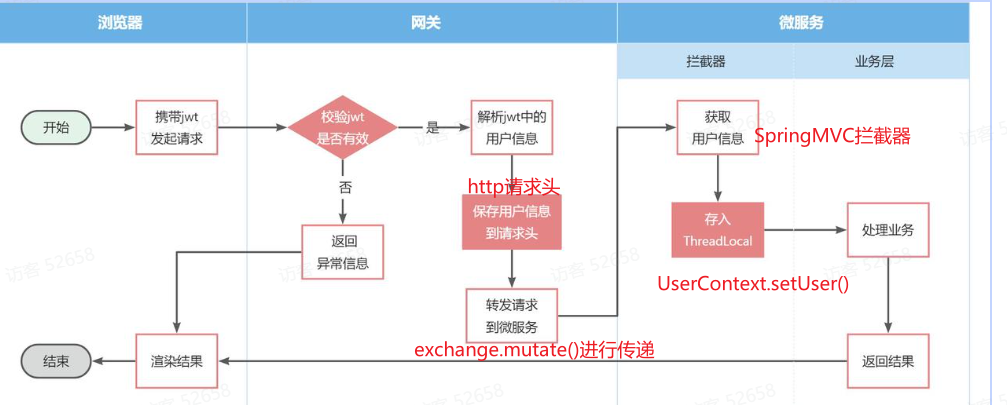 浏览器
网关
微服务
拦截器
业务层
开始
携带jwt
发起请求
校验jwt
是否有效
是
解析jwt中的
用户信息
获取
用户信息
SpringMVC拦截器
否
http请求头
保存用户信息
到请求头
存入
ThreadLocal
处理业务
返回
异常信息
UserContext.setUser()
转发请求
到微服务
exchange.mutate()进行传递
结束
渲染结果
返回结果
访客 52658
访客 52658
访客 52658